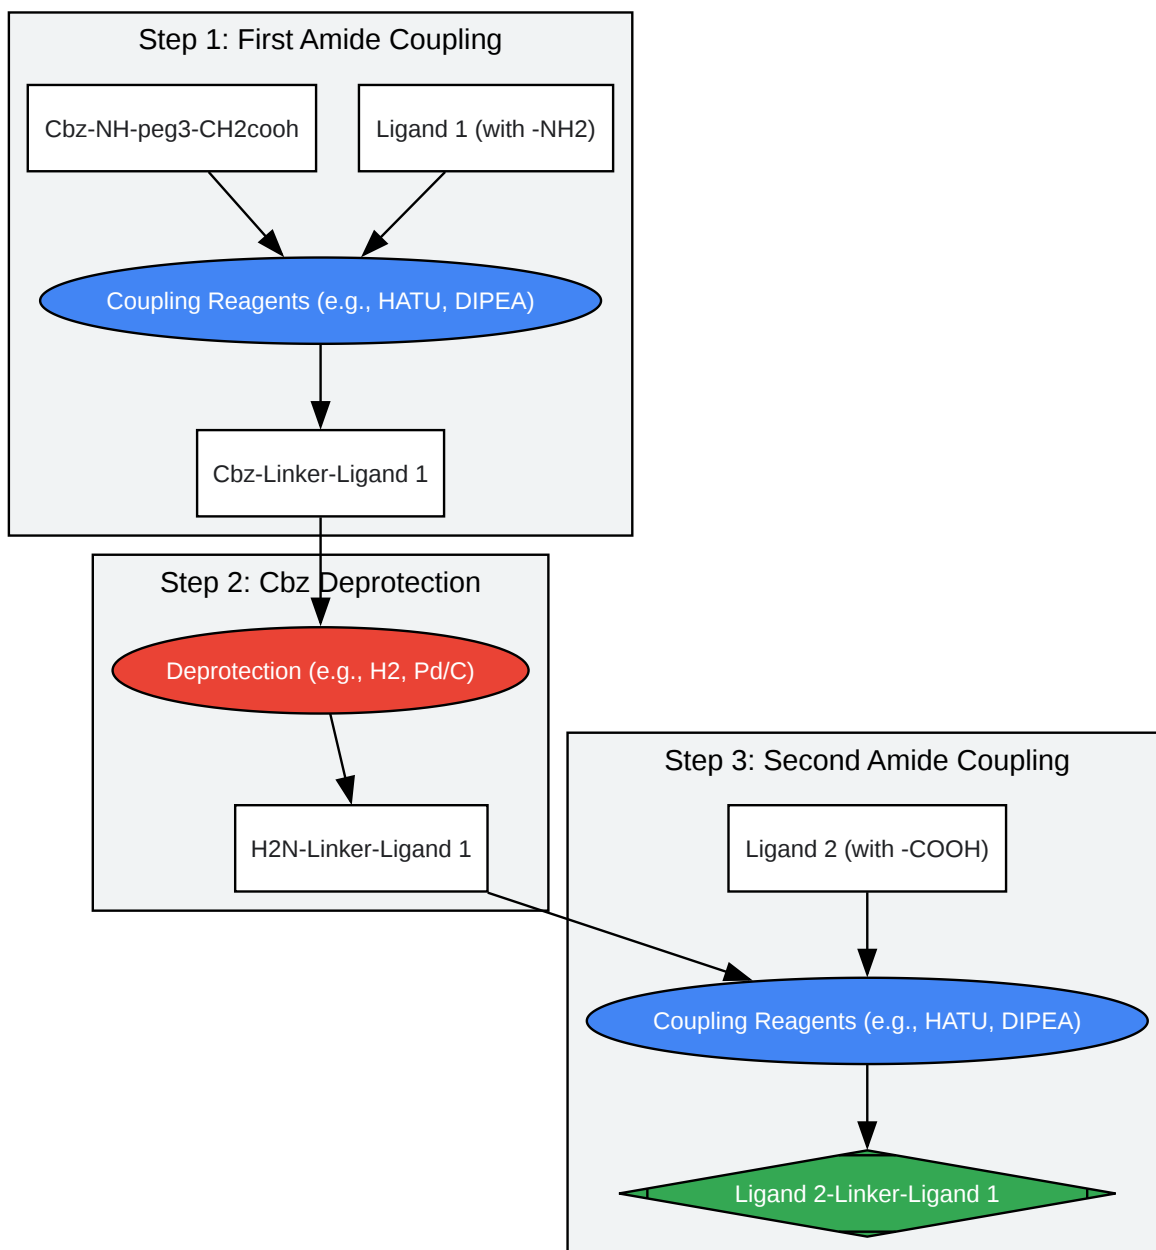 Step 1: First Amide Coupling
Cbz-NH-peg3-CH2cooh
Ligand 1 (with -NH2)
Coupling Reagents (e.g., HATU, DIPEA)
Cbz-Linker-Ligand 1
Step 2: Cbz Deprotection
Deprotection (e.g., H2, Pd/C)
H2N-Linker-Ligand 1
Step 3: Second Amide Coupling
Ligand 2 (with -COOH)
Coupling Reagents (e.g., HATU, DIPEA)
Ligand 2-Linker-Ligand 1